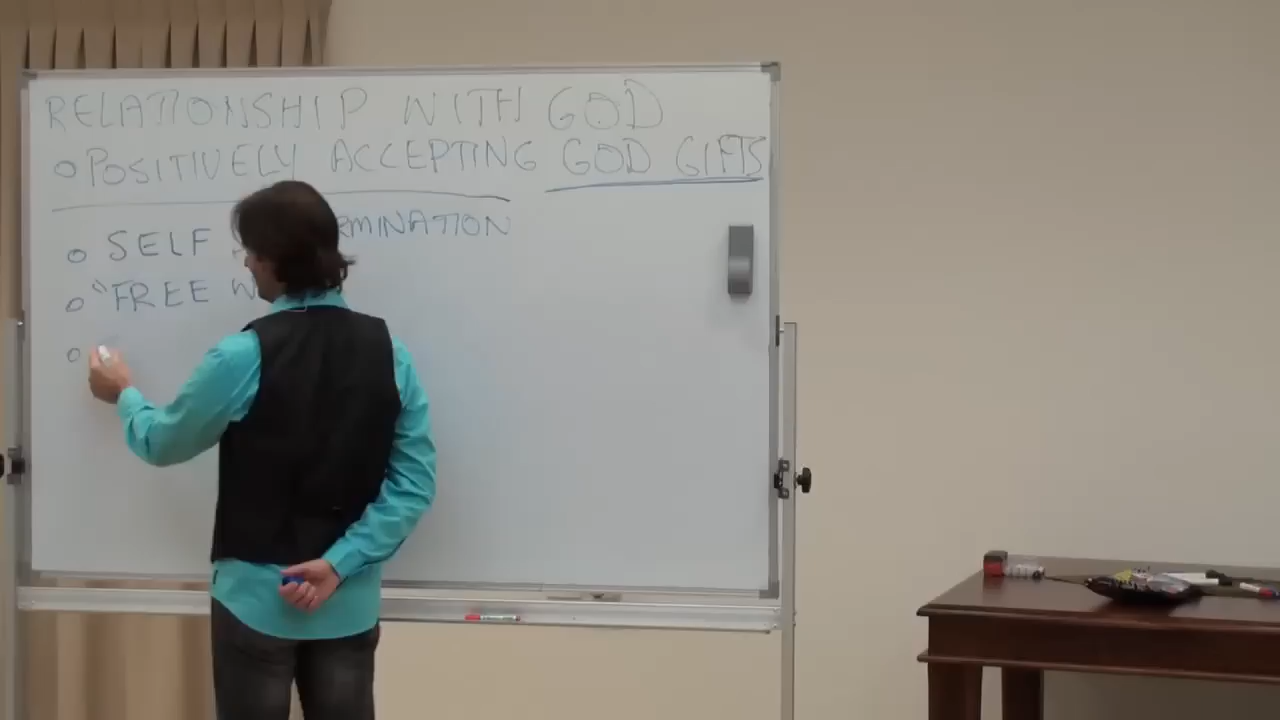 RELATIONSHIP WITH GOD
POSITIVELY ACCEPTING GOD GIFTS
SELF RMINATION
"FREE W